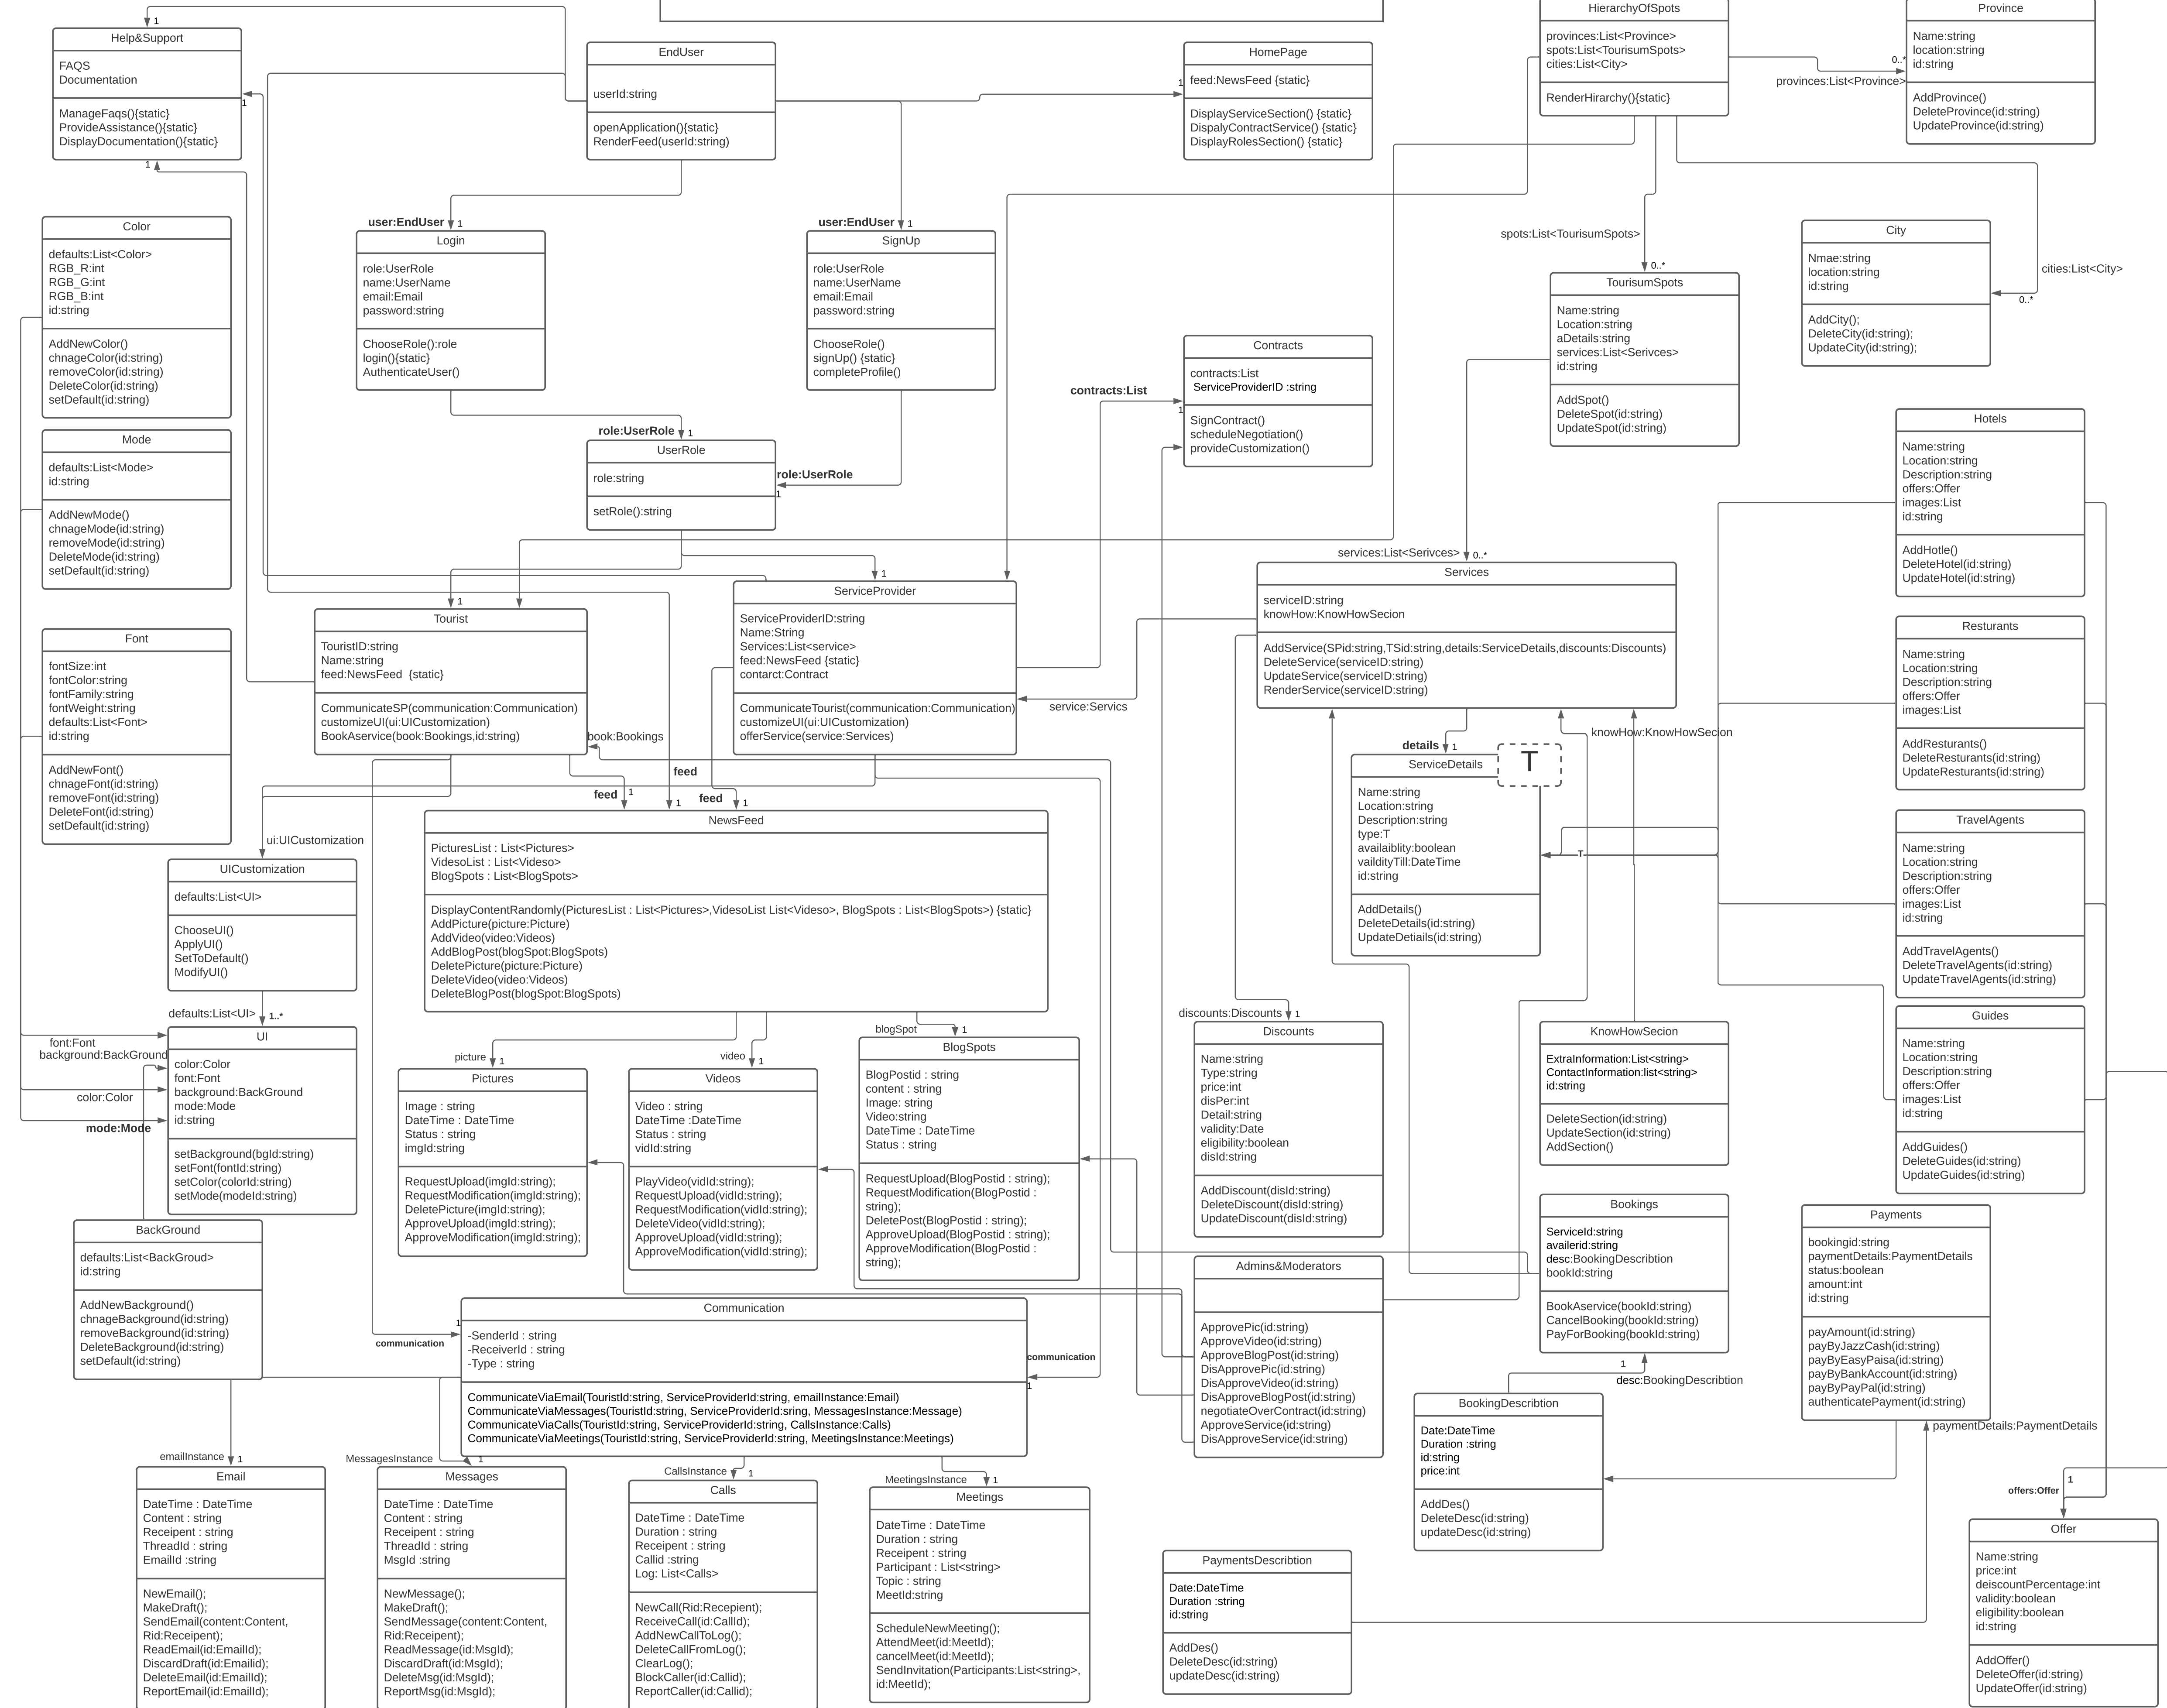 HierarchyOfSpots
provinces:List<Province>
spots:List<TourisumSpots>
cities:List<City>
RenderHirarchy(){static}
Province
Name:string
location:string
id:string
AddProvince()
DeleteProvince(id:string)
UpdateProvince(id:string)
0..*
provinces:List<Province>
1
Help&Support
FAQS
Documentation
ManageFaqs(){static}
ProvideAssistance(){static}
DisplayDocumentation(){static}
1
1
EndUser
userId:string
openApplication(){static}
RenderFeed(userId:string)
HomePage
1
feed:NewsFeed {static}
DisplayServiceSection() {static}
DispalyContractService() {static}
DisplayRolesSection() {static}
Color
defaults:List<Color>
RGB_R:int
RGB_G:int
RGB_B:int
id:string
AddNewColor()
chnageColor(id:string)
removeColor(id:string)
DeleteColor(id:string)
setDefault(id:string)
user:EndUser 1
Login
role:UserRole
name:UserName
email:Email
password:string
ChooseRole():role
login(){static}
AuthenticateUser()
user:EndUser 1
SignUp
role:UserRole
name:UserName
email:Email
password:string
ChooseRole()
signUp() {static}
completeProfile()
spots:List<TourisumSpots>
0..*
TourisumSpots
Name:string
Location:string
aDetails:string
services:List<Serivces>
id:string
AddSpot()
DeleteSpot(id:string)
UpdateSpot(id:string)
City
Nmae:string
location:string
id:string
AddCity();
DeleteCity(id:string);
UpdateCity(id:string);
cities:List<City>
0..*
Contracts
contracts:List
ServiceProviderID :string
SignContract()
scheduleNegotiation()
provideCustomization()
contracts:List
1
Mode
defaults:List<Mode>
id:string
AddNewMode()
chnageMode(id:string)
removeMode(id:string)
DeleteMode(id:string)
setDefault(id:string)
role:UserRole 1
UserRole
role:string
setRole():string
role:UserRole
1
Hotels
Name:string
Location:string
Description:string
offers:Offer
images:List
id:string
AddHotle()
DeleteHotel(id:string)
UpdateHotel(id:string)
Font
fontSize:int
fontColor:string
fontFamily:string
fontWeight:string
defaults:List<Font>
id:string
AddNewFont()
chnageFont(id:string)
removeFont(id:string)
DeleteFont(id:string)
setDefault(id:string)
1
Tourist
TouristID:string
Name:string
feed:NewsFeed {static}
CommunicateSP(communication:Communication)
customizeUI(ui:UICustomization)
BookAservice(book:Bookings,id:string)
book:Bookings
1
ServiceProvider
ServiceProviderID:string
Name:String
Services:List<service>
feed:NewsFeed {static}
contarct:Contract
CommunicateTourist(communication:Communication)
customizeUI(ui:UICustomization)
offerService(service:Services)
service:Servics
services:List<Serivces> 0..*
Services
serviceID:string
knowHow:KnowHowSecion
AddService(SPid:string,TSid:string,details:ServiceDetails,discounts:Discounts)
DeleteService(serviceID:string)
UpdateService(serviceID:string)
RenderService(serviceID:string)
knowHow:KnowHowSecion
details 1
ServiceDetails
T
Name:string
Location:string
Description:string
type:T
availaiblity:boolean
vaildityTill:DateTime
id:string
AddDetails()
DeleteDetails(id:string)
UpdateDetiails(id:string)
T
Resturants
Name:string
Location:string
Description:string
offers:Offer
images:List
AddResturants()
DeleteResturants(id:string)
UpdateResturants(id:string)
TravelAgents
Name:string
Location:string
Description:string
offers:Offer
images:List
id:string
AddTravelAgents()
DeleteTravelAgents(id:string)
UpdateTravelAgents(id:string)
Guides
Name:string
Location:string
Description:string
offers:Offer
images:List
id:string
AddGuides()
DeleteGuides(id:string)
UpdateGuides(id:string)
feed
feed 1
1
feed 1
NewsFeed
PicturesList : List<Pictures>
VidesoList : List<Videso>
BlogSpots : List<BlogSpots>
DisplayContentRandomly(PicturesList : List<Pictures>,VidesoList List<Videso>, BlogSpots : List<BlogSpots>) {static}
AddPicture(picture:Picture)
AddVideo(video:Videos)
AddBlogPost(blogSpot:BlogSpots)
DeletePicture(picture:Picture)
DeleteVideo(video:Videos)
DeleteBlogPost(blogSpot:BlogSpots)
ui:UICustomization
UICustomization
defaults:List<UI>
ChooseUI()
ApplyUI()
SetToDefault()
ModifyUI()
defaults:List<UI> 1..*
UI
color:Color
font:Font
background:BackGround
mode:Mode
id:string
setBackground(bgId:string)
setFont(fontId:string)
setColor(colorId:string)
setMode(modeId:string)
font:Font
background:BackGround
color:Color
mode:Mode
BackGround
defaults:List<BackGroud>
id:string
AddNewBackground()
chnageBackground(id:string)
removeBackground(id:string)
DeleteBackground(id:string)
setDefault(id:string)
picture 1
Pictures
Image : string
DateTime : DateTime
Status : string
imgId:string
RequestUpload(imgId:string);
RequestModification(imgId:string);
DeletePicture(imgId:string);
ApproveUpload(imgId:string);
ApproveModification(imgId:string);
video 1
Videos
Video : string
DateTime :DateTime
Status : string
vidId:string
PlayVideo(vidId:string);
RequestUpload(vidId:string);
RequestModification(vidId:string);
DeleteVideo(vidId:string);
ApproveUpload(vidId:string);
ApproveModification(vidId:string);
blogSpot 1
BlogSpots
BlogPostid : string
content : string
Image: string
Video:string
DateTime : DateTime
Status : string
RequestUpload(BlogPostid : string);
RequestModification(BlogPostid :
string);
DeletePost(BlogPostid : string);
ApproveUpload(BlogPostid : string);
ApproveModification(BlogPostid :
string);
discounts:Discounts 1
Discounts
Name:string
Type:string
price:int
disPer:int
Detail:string
validity:Date
eligibility:boolean
disId:string
AddDiscount(disId:string)
DeleteDiscount(disId:string)
UpdateDiscount(disId:string)
KnowHowSecion
ExtraInformation:List<string>
ContactInformation:list<string>
id:string
DeleteSection(id:string)
UpdateSection(id:string)
AddSection()
Bookings
ServiceId:string
availerid:string
desc:BookingDescribtion
bookId:string
BookAservice(bookId:string)
CancelBooking(bookId:string)
PayForBooking(bookId:string)
1
desc:BookingDescribtion
Payments
bookingid:string
paymentDetails:PaymentDetails
status:boolean
amount:int
id:string
payAmount(id:string)
payByJazzCash(id:string)
payByEasyPaisa(id:string)
payByBankAccount(id:string)
payByPayPal(id:string)
authenticatePayment(id:string)
paymentDetails:PaymentDetails
Admins&Moderators
ApprovePic(id:string)
ApproveVideo(id:string)
ApproveBlogPost(id:string)
DisApprovePic(id:string)
DisApproveVideo(id:string)
DisApproveBlogPost(id:string)
negotiateOverContract(id:string)
ApproveService(id:string)
DisApproveService(id:string)
1
communication
Communication
-SenderId : string
-ReceiverId : string
-Type : string
CommunicateViaEmail(TouristId:string, ServiceProviderId:string, emailInstance:Email)
CommunicateViaMessages(TouristId:string, ServiceProviderId:sring, MessagesInstance:Message)
CommunicateViaCalls(TouristId:string, ServiceProviderId:string, CallsInstance:Calls)
CommunicateViaMeetings(TouristId:string, ServiceProviderId:string, MeetingsInstance:Meetings)
communication
1
BookingDescribtion
Date:DateTime
Duration :string
id:string
price:int
AddDes()
DeleteDesc(id:string)
updateDesc(id:string)
emailInstance 1
Email
DateTime : DateTime
Content : string
Receipent : string
ThreadId : string
EmailId :string
NewEmail();
MakeDraft();
SendEmail(content:Content,
Rid:Receipent);
ReadEmail(id:EmailId);
DiscardDraft(id:Emailid);
DeleteEmail(id:EmailId);
ReportEmail(id:EmailId);
MessagesInstance 1
Messages
DateTime : DateTime
Content : string
Receipent : string
ThreadId : string
MsgId :string
NewMessage();
MakeDraft();
SendMessage(content:Content,
Rid:Receipent);
ReadMessage(id:MsgId);
DiscardDraft(id:MsgId);
DeleteMsg(id:MsgId);
ReportMsg(id:MsgId);
CallsInstance 1
Calls
DateTime : DateTime
Duration : string
Receipent : string
Callid :string
Log: List<Calls>
NewCall(Rid:Recepient);
ReceiveCall(id:CallId);
AddNewCallToLog();
DeleteCallFromLog();
ClearLog();
BlockCaller(id:Callid);
ReportCaller(id:Callid);
MeetingsInstance 1
Meetings
DateTime : DateTime
Duration : string
Receipent : string
Participant : List<string>
Topic : string
MeetId:string
ScheduleNewMeeting();
AttendMeet(id:MeetId);
cancelMeet(id:MeetId);
SendInvitation(Participants:List<string>,
id:MeetId);
PaymentsDescribtion
Date:DateTime
Duration :string
id:string
AddDes()
DeleteDesc(id:string)
updateDesc(id:string)
1
offers:Offer
Offer
Name:string
price:int
deiscountPercentage:int
validity:boolean
eligibility:boolean
id:string
AddOffer()
DeleteOffer(id:string)
UpdateOffer(id:string)